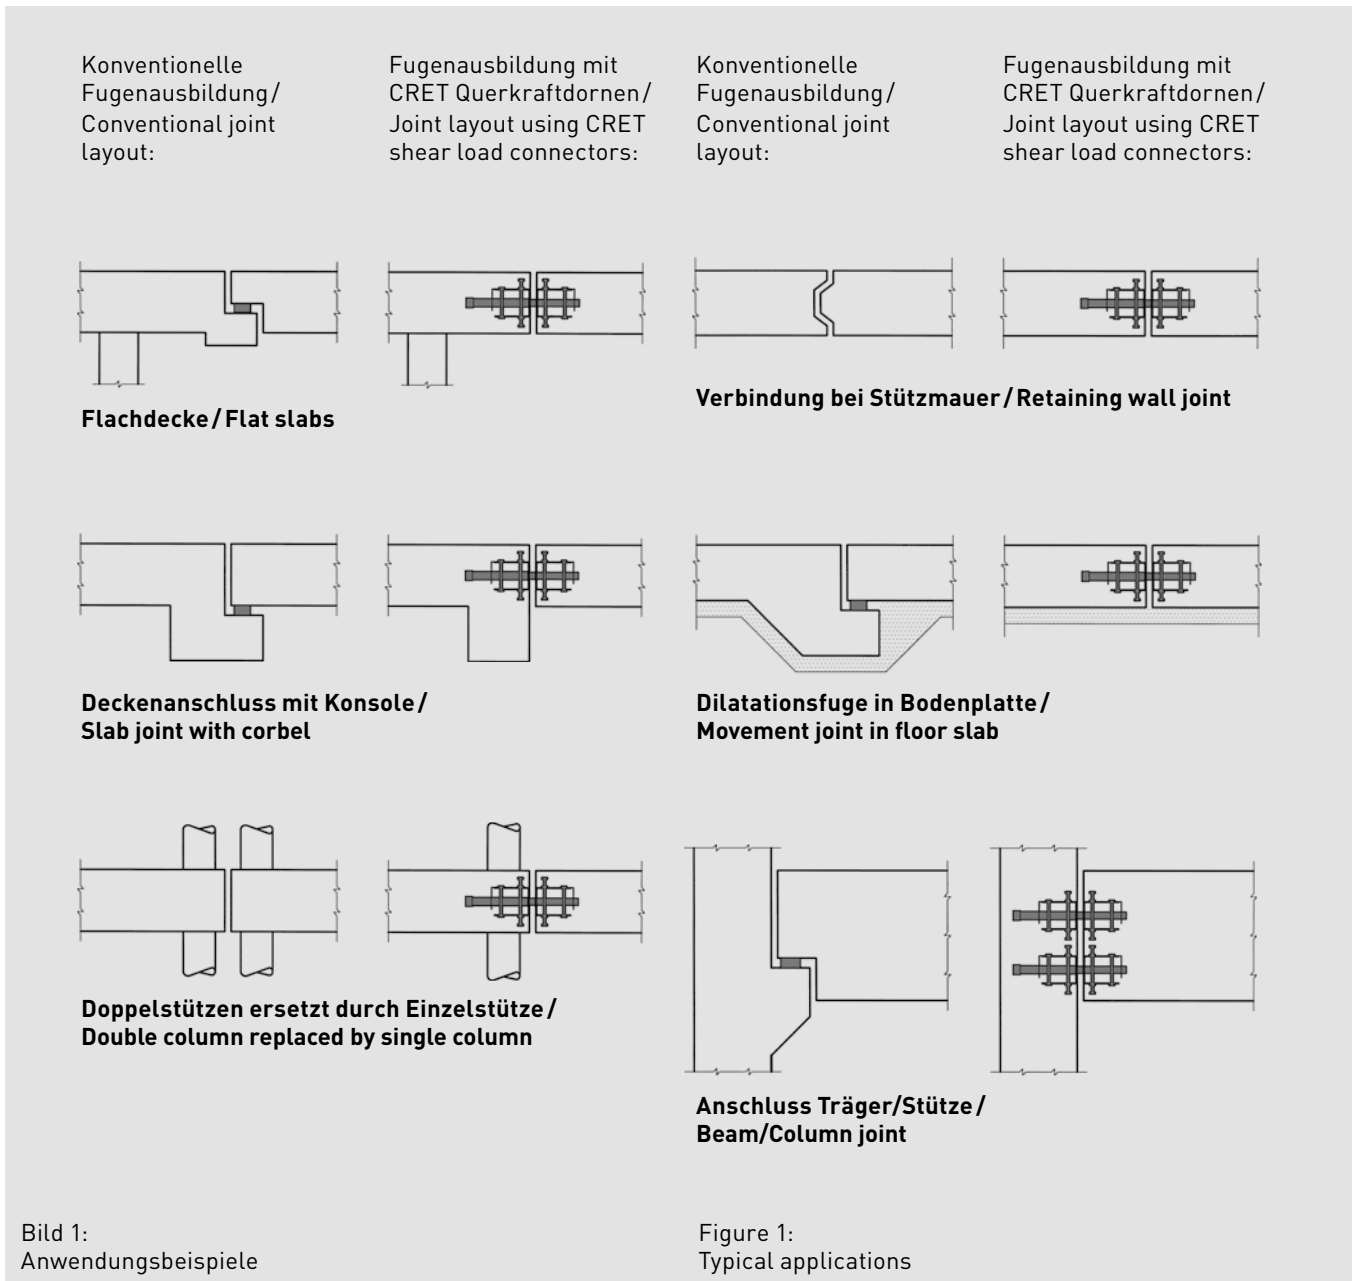 Konventionelle
Fugenausbildung/
Conventional joint
layout:
Fugenausbildung mit
CRET Querkraftdornen/
Joint layout using CRET
shear load connectors:
Konventionelle
Fugenausbildung/
Conventional joint
layout:
Fugenausbildung mit
CRET Querkraftdornen/
Joint layout using CRET
shear load connectors:
Flachdecke/Flat slabs
Verbindung bei Stützmauer/Retaining wall joint
Deckenanschluss mit Konsole/
Slab joint with corbel
Dilatationsfuge in Bodenplatte/
Movement joint in floor slab
Doppelstützen ersetzt durch Einzelstütze/
Double column replaced by single column
Anschluss Träger/Stütze/
Beam/Column joint
Bild 1:
Anwendungsbeispiele
Figure 1:
Typical applications